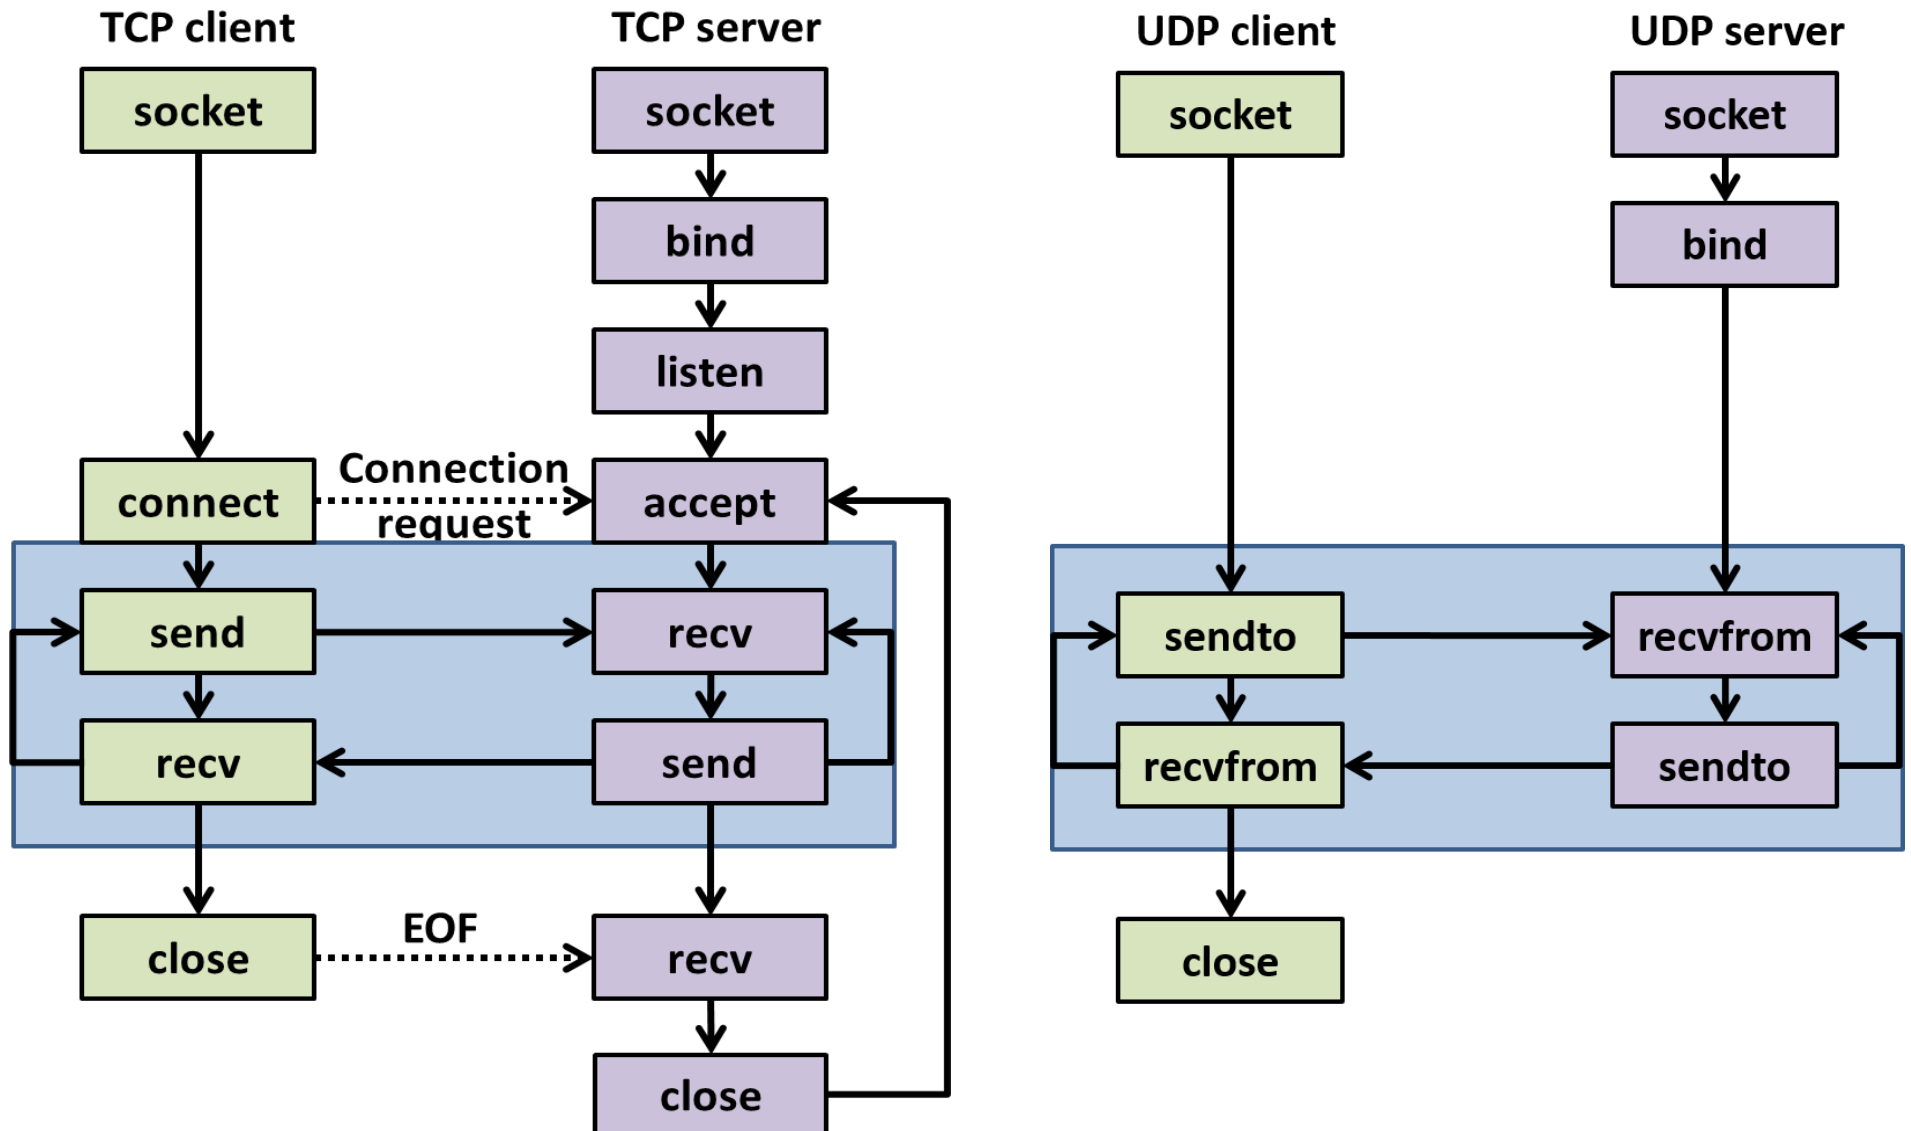 TCP client
socket
connect
send
recv
close
Connection
request
EOF
TCP server
socket
bind
listen
accept
recv
send
recv
close
UDP client
socket
sendto
recvfrom
close
UDP server
socket
bind
recvfrom
sendto